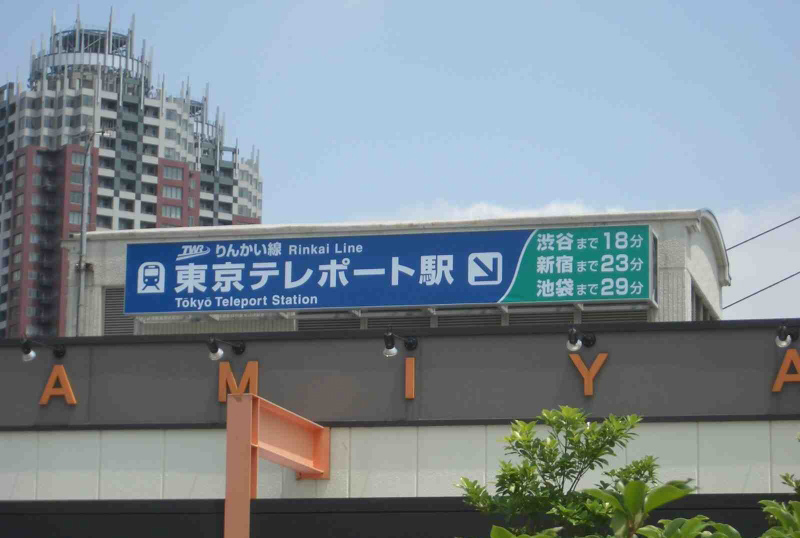 TWR りんかい線 Rinkai Line
東京テレポート駅
Tōkyō Teleport Station
渋谷まで18分
新宿まで23分
池袋まで29分
AMIYA